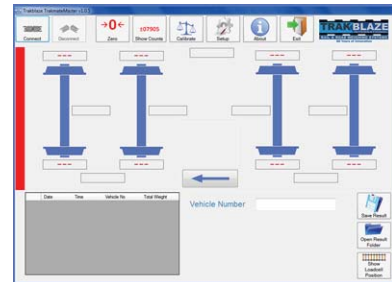 Connect
Disconnect
→0←
Zero
107905
Show Counts
Calibrate
Setup
About
Exit
TRAKBLAZE
----
----
----
----
----
----
----
----
Date Time Vehicle No Total Weight
Vehicle Number
Save Result
Open Result
Folder
Show
Loadcell
Position